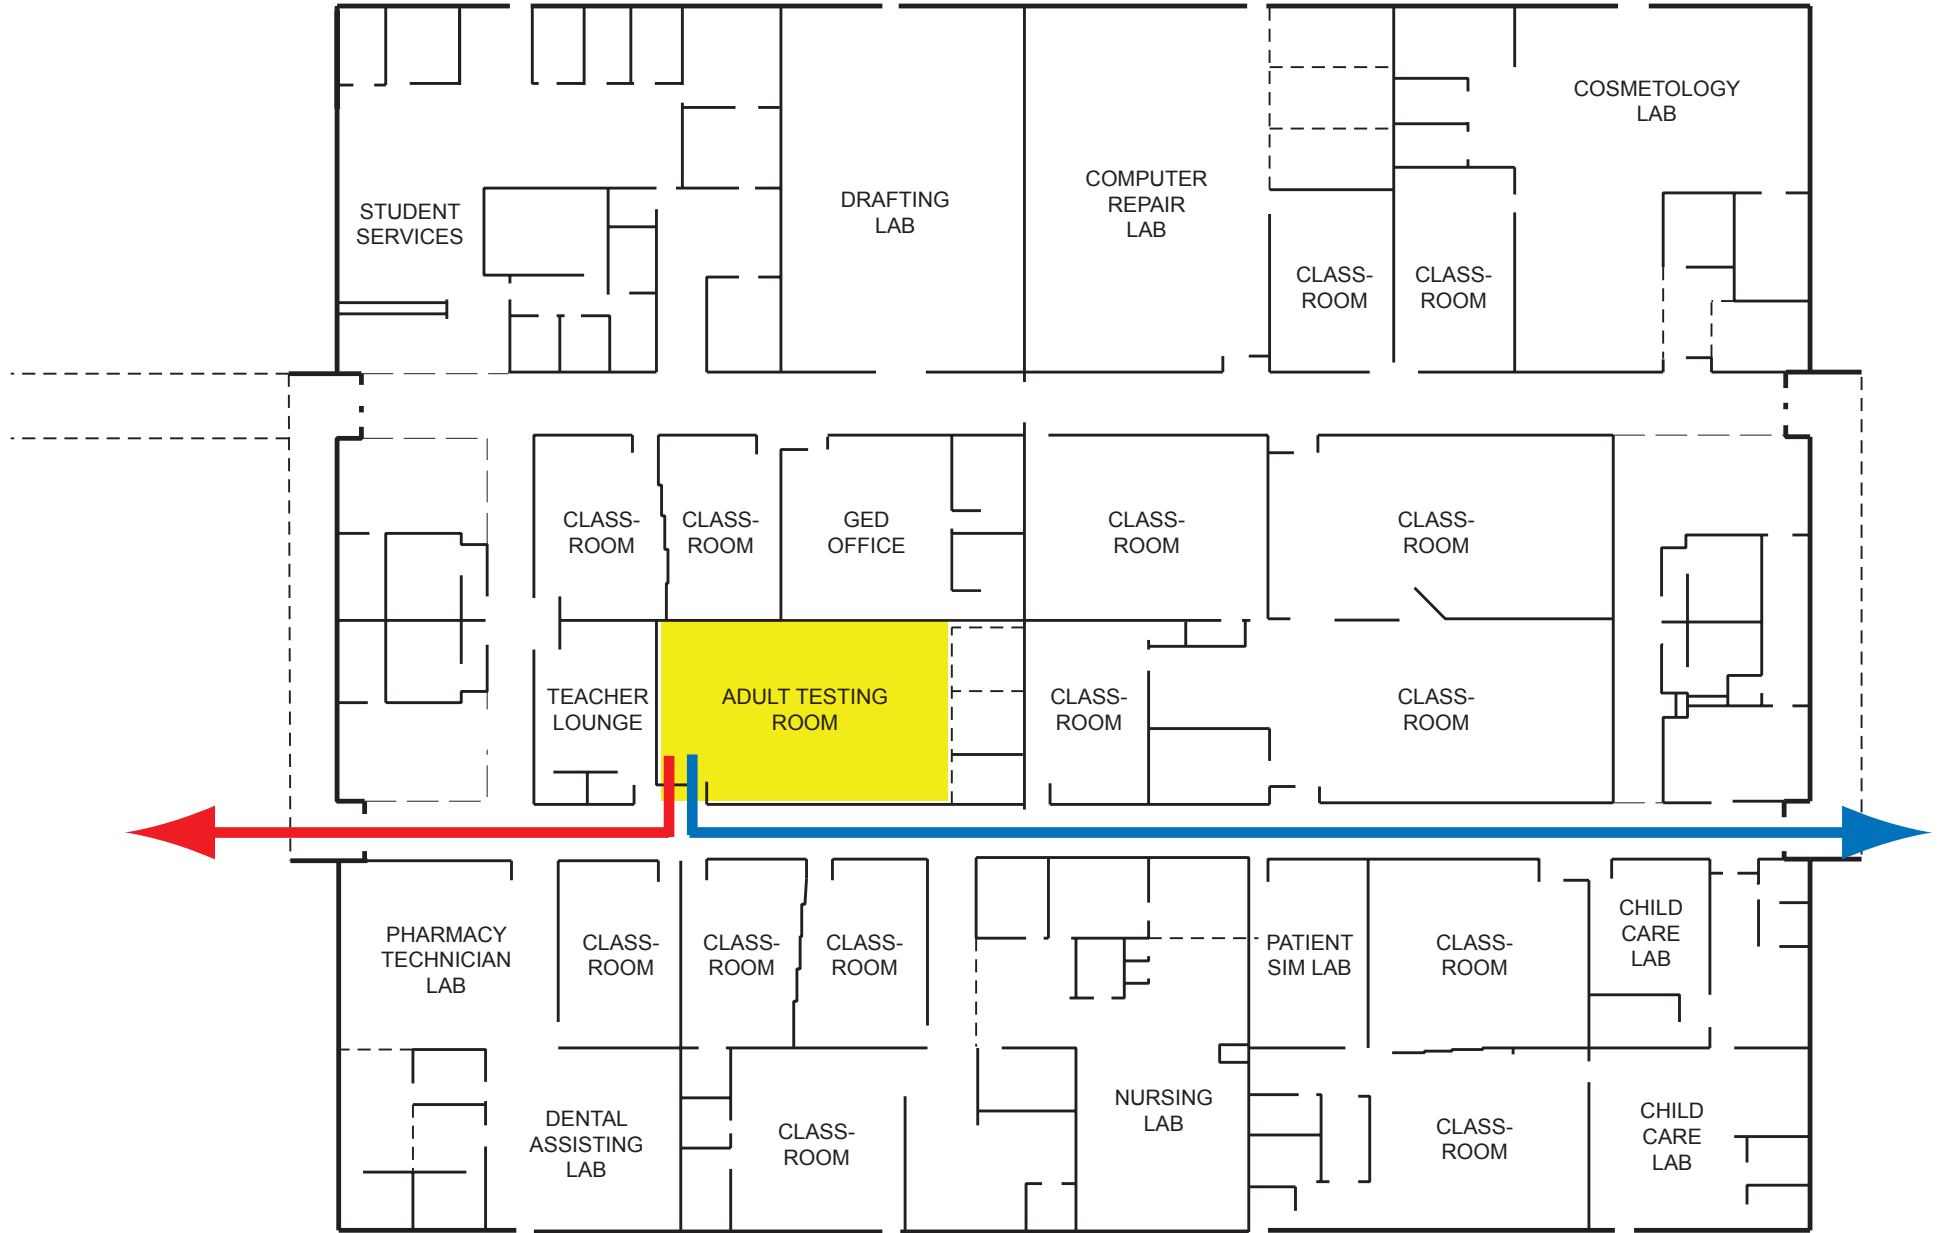 COSMETOLOGY
LAB
STUDENT
SERVICES
DRAFTING
LAB
COMPUTER
REPAIR
LAB
CLASS-
ROOM
CLASS-
ROOM
CLASS-
ROOM
CLASS-
ROOM
GED
OFFICE
CLASS-
ROOM
CLASS-
ROOM
TEACHER
LOUNGE
ADULT TESTING
ROOM
CLASS-
ROOM
CLASS-
ROOM
PHARMACY
TECHNICIAN
LAB
CLASS-
ROOM
CLASS-
ROOM
CLASS-
ROOM
PATIENT
SIM LAB
CLASS-
ROOM
CHILD
CARE
LAB
DENTAL
ASSISTING
LAB
CLASS-
ROOM
NURSING
LAB
CLASS-
ROOM
CHILD
CARE
LAB